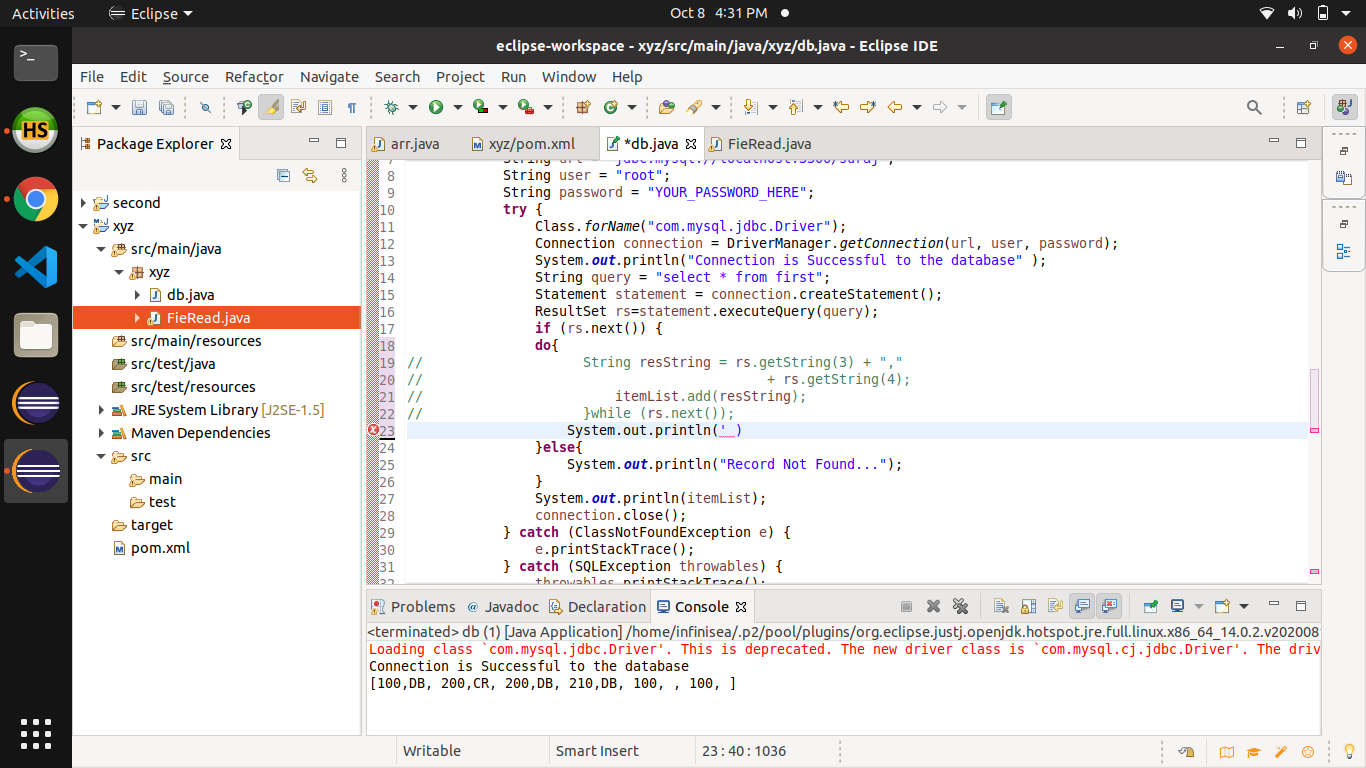 Activities Eclipse Oct 8 4:31 PM
eclipse-workspace - xyz/src/main/java/xyz/db.java - Eclipse IDE
File Edit Source Refactor Navigate Search Project Run Window Help
Package Explorer
second
xyz
src/main/java
xyz
db.java
FieRead.java
src/main/resources
src/test/java
src/test/resources
JRE System Library [J2SE-1.5]
Maven Dependencies
src
main
test
target
pom.xml
arr.java xyz/pom.xml *db.java FieRead.java
7 String url = "jdbc:mysql://localhost:3306/suraj";
8 String user = "root";
9 String password = "YOUR_PASSWORD_HERE";
10 try {
11 Class.forName("com.mysql.jdbc.Driver");
12 Connection connection = DriverManager.getConnection(url, user, password);
13 System.out.println("Connection is Successful to the database" );
14 String query = "select * from first";
15 Statement statement = connection.createStatement();
16 ResultSet rs=statement.executeQuery(query);
17 if (rs.next()) {
18 do{
19 // String resString = rs.getString(3) + ","
20 // + rs.getString(4);
21 // itemList.add(resString);
22 // }while (rs.next());
23 System.out.println(' )
24 }else{
25 System.out.println("Record Not Found...");
26 }
27 System.out.println(itemList);
28 connection.close();
29 } catch (ClassNotFoundException e) {
30 e.printStackTrace();
31 } catch (SQLException throwables) {
32 throwables.printStackTrace();
Problems @ Javadoc Declaration Console
<terminated> db (1) [Java Application] /home/infinisea/.p2/pool/plugins/org.eclipse.justj.openjdk.hotspot.jre.full.linux.x86_64_14.0.2.v202008
Loading class `com.mysql.jdbc.Driver'. This is deprecated. The new driver class is `com.mysql.cj.jdbc.Driver'. The driv
Connection is Successful to the database
[100,DB, 200,CR, 200,DB, 210,DB, 100, , 100, ]
Writable Smart Insert 23 : 40 : 1036